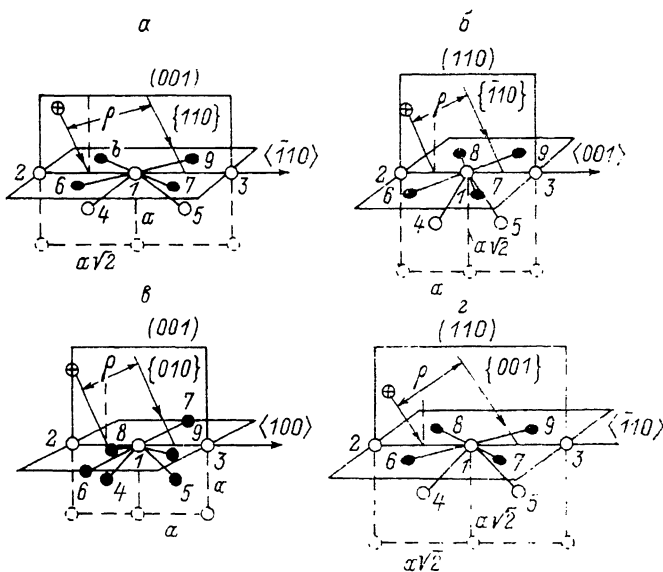 а
(001)
⊕ ρ {110}
8 9 ⟨1̄10⟩
2 1 3
6 7
4 a 5
a√2
б
(110)
⊕ ρ {1̄10}
8 9 ⟨001⟩
2 3
6 1 7
4 5
a√2
a
в
(001)
⊕ ρ {010}
7
2 8 9 ⟨100⟩
1 3
6 4 5 a
a
г
(110)
⊕ ρ {001}
8 9 ⟨1̄10⟩
2 1 3
6 7
4 5
a√2
a√2